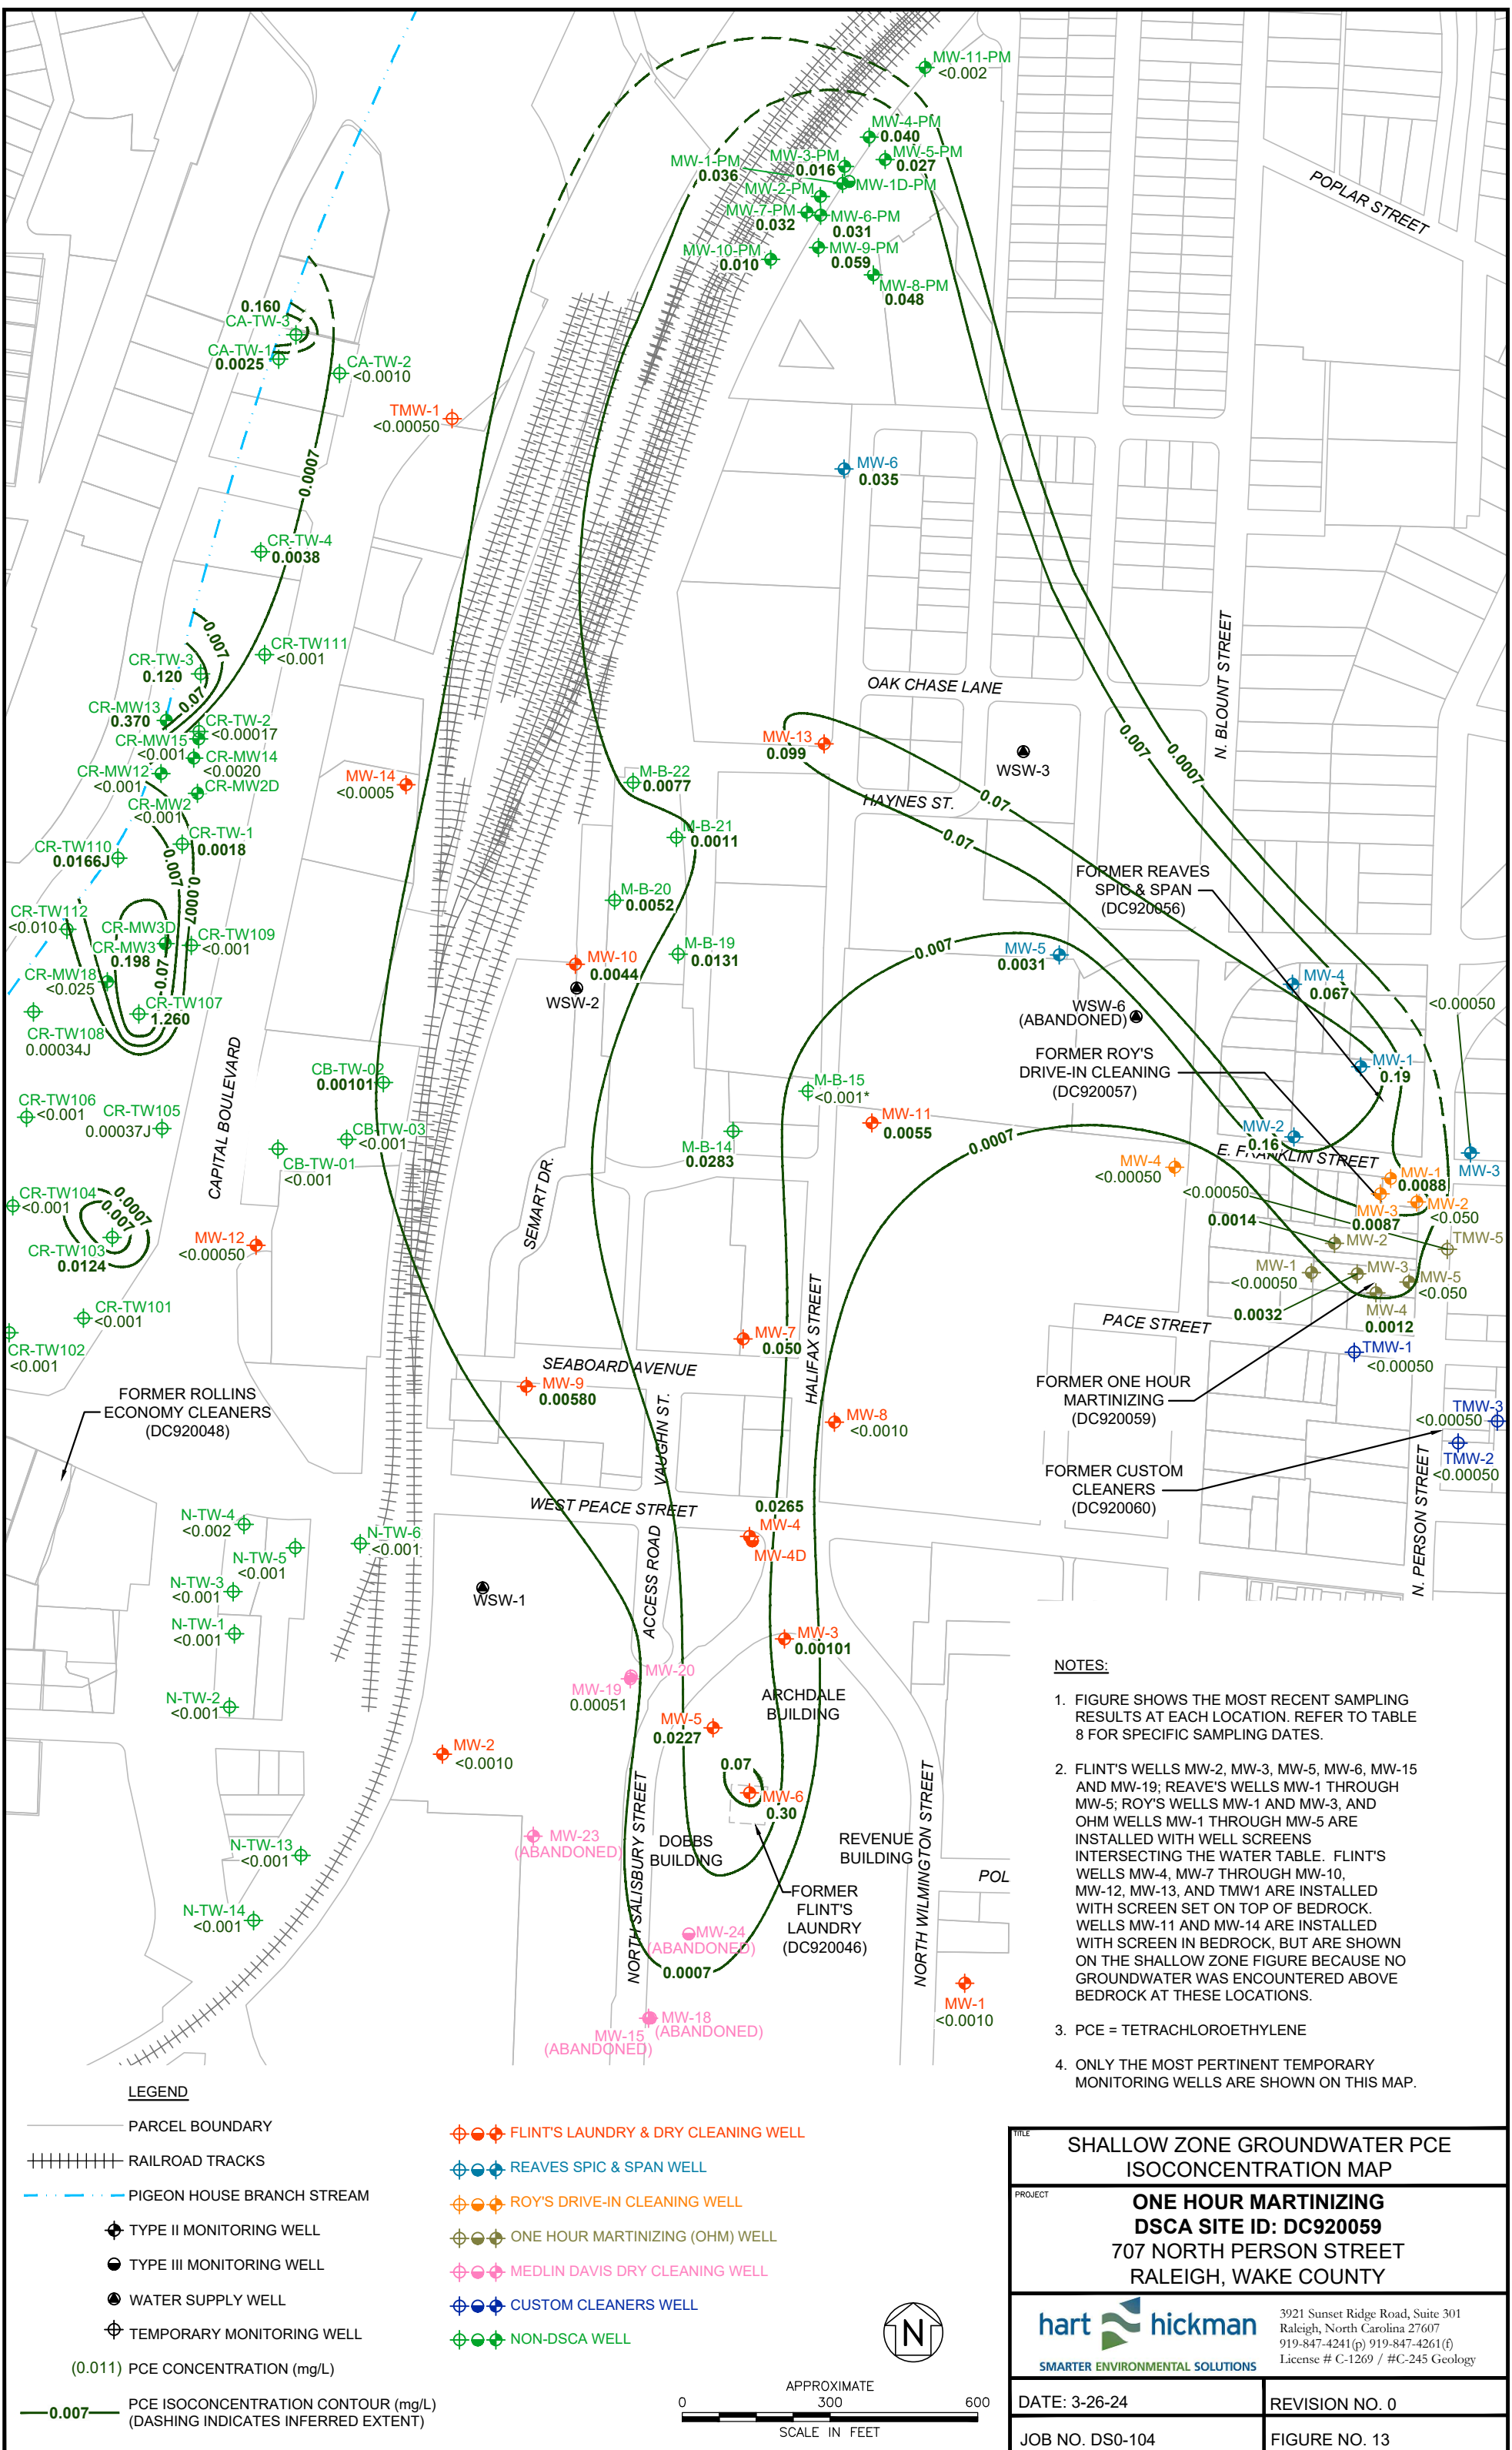 MW-11-PM
<0.002
MW-4-PM
0.040
MW-5-PM
0.027
MW-3-PM
0.016
MW-1-PM
0.036
MW-1D-PM
MW-2-PM
MW-7-PM
0.032
MW-6-PM
0.031
MW-9-PM
0.059
MW-10-PM
0.010
MW-8-PM
0.048
POPLAR STREET
0.160
CA-TW-3
CA-TW-1
0.0025
CA-TW-2
<0.0010
TMW-1
<0.00050
MW-6
0.035
0.0007
CR-TW-4
0.0038
0.007
CR-TW111
<0.001
CR-TW-3
0.120
0.07
CR-MW13
0.370
CR-TW-2
<0.00017
CR-MW15
<0.001
CR-MW14
<0.0020
CR-MW12
<0.001
CR-MW2D
CR-MW2
<0.001
CR-TW-1
0.0018
CR-TW110
0.0166J
0.007
0.0007
CR-TW112
<0.010
CR-MW3D
CR-MW3
0.198
CR-TW109
<0.001
0.07
CR-MW18
<0.025
CR-TW107
1.260
CR-TW108
0.00034J
CR-TW106
<0.001
CR-TW105
0.00037J
CAPITAL BOULEVARD
CR-TW104
<0.001
0.0007
0.007
CR-TW103
0.0124
CR-TW101
<0.001
CR-TW102
<0.001
MW-14
<0.0005
CB-TW-02
0.00101
CB-TW-03
<0.001
CB-TW-01
<0.001
MW-12
<0.00050
OAK CHASE LANE
N. BLOUNT STREET
MW-13
0.099
WSW-3
0.007
0.0007
HAYNES ST.
0.07
0.07
M-B-22
0.0077
M-B-21
0.0011
M-B-20
0.0052
M-B-19
0.0131
MW-10
0.0044
WSW-2
FORMER REAVES
SPIC & SPAN
(DC920056)
0.007
MW-5
0.0031
MW-4
0.067
<0.00050
WSW-6
(ABANDONED)
FORMER ROY'S
DRIVE-IN CLEANING
(DC920057)
MW-1
0.19
M-B-15
<0.001*
MW-11
0.0055
M-B-14
0.0283
0.0007
MW-2
0.16
E. FRANKLIN STREET
MW-3
MW-4
<0.00050
MW-1
0.0088
<0.00050
MW-3
0.0087
MW-2
<0.050
0.0014
MW-2
TMW-5
MW-1
<0.00050
MW-3
MW-5
<0.050
0.0032
MW-4
0.0012
PACE STREET
TMW-1
<0.00050
SEMART DR.
HALIFAX STREET
MW-7
0.050
SEABOARD AVENUE
MW-9
0.00580
VAUGHN ST.
MW-8
<0.0010
FORMER ROLLINS
ECONOMY CLEANERS
(DC920048)
FORMER ONE HOUR
MARTINIZING
(DC920059)
TMW-3
<0.00050
TMW-2
<0.00050
FORMER CUSTOM
CLEANERS
(DC920060)
N. PERSON STREET
WEST PEACE STREET
0.0265
MW-4
MW-4D
N-TW-4
<0.002
N-TW-5
<0.001
N-TW-6
<0.001
N-TW-3
<0.001
N-TW-1
<0.001
N-TW-2
<0.001
WSW-1
ACCESS ROAD
MW-3
0.00101
MW-20
MW-19
0.00051
ARCHDALE
BUILDING
MW-5
0.0227
MW-2
<0.0010
0.07
MW-6
0.30
NORTH SALISBURY STREET
NORTH WILMINGTON STREET
MW-23
(ABANDONED)
DOBBS
BUILDING
REVENUE
BUILDING
POL
N-TW-13
<0.001
N-TW-14
<0.001
FORMER
FLINT'S
LAUNDRY
(DC920046)
MW-24
(ABANDONED)
0.0007
MW-1
<0.0010
MW-18
(ABANDONED)
MW-15
(ABANDONED)
NOTES:
1. FIGURE SHOWS THE MOST RECENT SAMPLING
RESULTS AT EACH LOCATION. REFER TO TABLE
8 FOR SPECIFIC SAMPLING DATES.
2. FLINT'S WELLS MW-2, MW-3, MW-5, MW-6, MW-15
AND MW-19; REAVE'S WELLS MW-1 THROUGH
MW-5; ROY'S WELLS MW-1 AND MW-3, AND
OHM WELLS MW-1 THROUGH MW-5 ARE
INSTALLED WITH WELL SCREENS
INTERSECTING THE WATER TABLE. FLINT'S
WELLS MW-4, MW-7 THROUGH MW-10,
MW-12, MW-13, AND TMW1 ARE INSTALLED
WITH SCREEN SET ON TOP OF BEDROCK.
WELLS MW-11 AND MW-14 ARE INSTALLED
WITH SCREEN IN BEDROCK, BUT ARE SHOWN
ON THE SHALLOW ZONE FIGURE BECAUSE NO
GROUNDWATER WAS ENCOUNTERED ABOVE
BEDROCK AT THESE LOCATIONS.
3. PCE = TETRACHLOROETHYLENE
4. ONLY THE MOST PERTINENT TEMPORARY
MONITORING WELLS ARE SHOWN ON THIS MAP.
LEGEND
PARCEL BOUNDARY
RAILROAD TRACKS
PIGEON HOUSE BRANCH STREAM
TYPE II MONITORING WELL
TYPE III MONITORING WELL
WATER SUPPLY WELL
TEMPORARY MONITORING WELL
(0.011) PCE CONCENTRATION (mg/L)
0.007 PCE ISOCONCENTRATION CONTOUR (mg/L)
(DASHING INDICATES INFERRED EXTENT)
FLINT'S LAUNDRY & DRY CLEANING WELL
REAVES SPIC & SPAN WELL
ROY'S DRIVE-IN CLEANING WELL
ONE HOUR MARTINIZING (OHM) WELL
MEDLIN DAVIS DRY CLEANING WELL
CUSTOM CLEANERS WELL
NON-DSCA WELL
N
APPROXIMATE
0 300 600
SCALE IN FEET
TITLE
SHALLOW ZONE GROUNDWATER PCE
ISOCONCENTRATION MAP
PROJECT
ONE HOUR MARTINIZING
DSCA SITE ID: DC920059
707 NORTH PERSON STREET
RALEIGH, WAKE COUNTY
hart hickman
SMARTER ENVIRONMENTAL SOLUTIONS
3921 Sunset Ridge Road, Suite 301
Raleigh, North Carolina 27607
919-847-4241(p) 919-847-4261(f)
License # C-1269 / #C-245 Geology
DATE: 3-26-24
REVISION NO. 0
JOB NO. DS0-104
FIGURE NO. 13